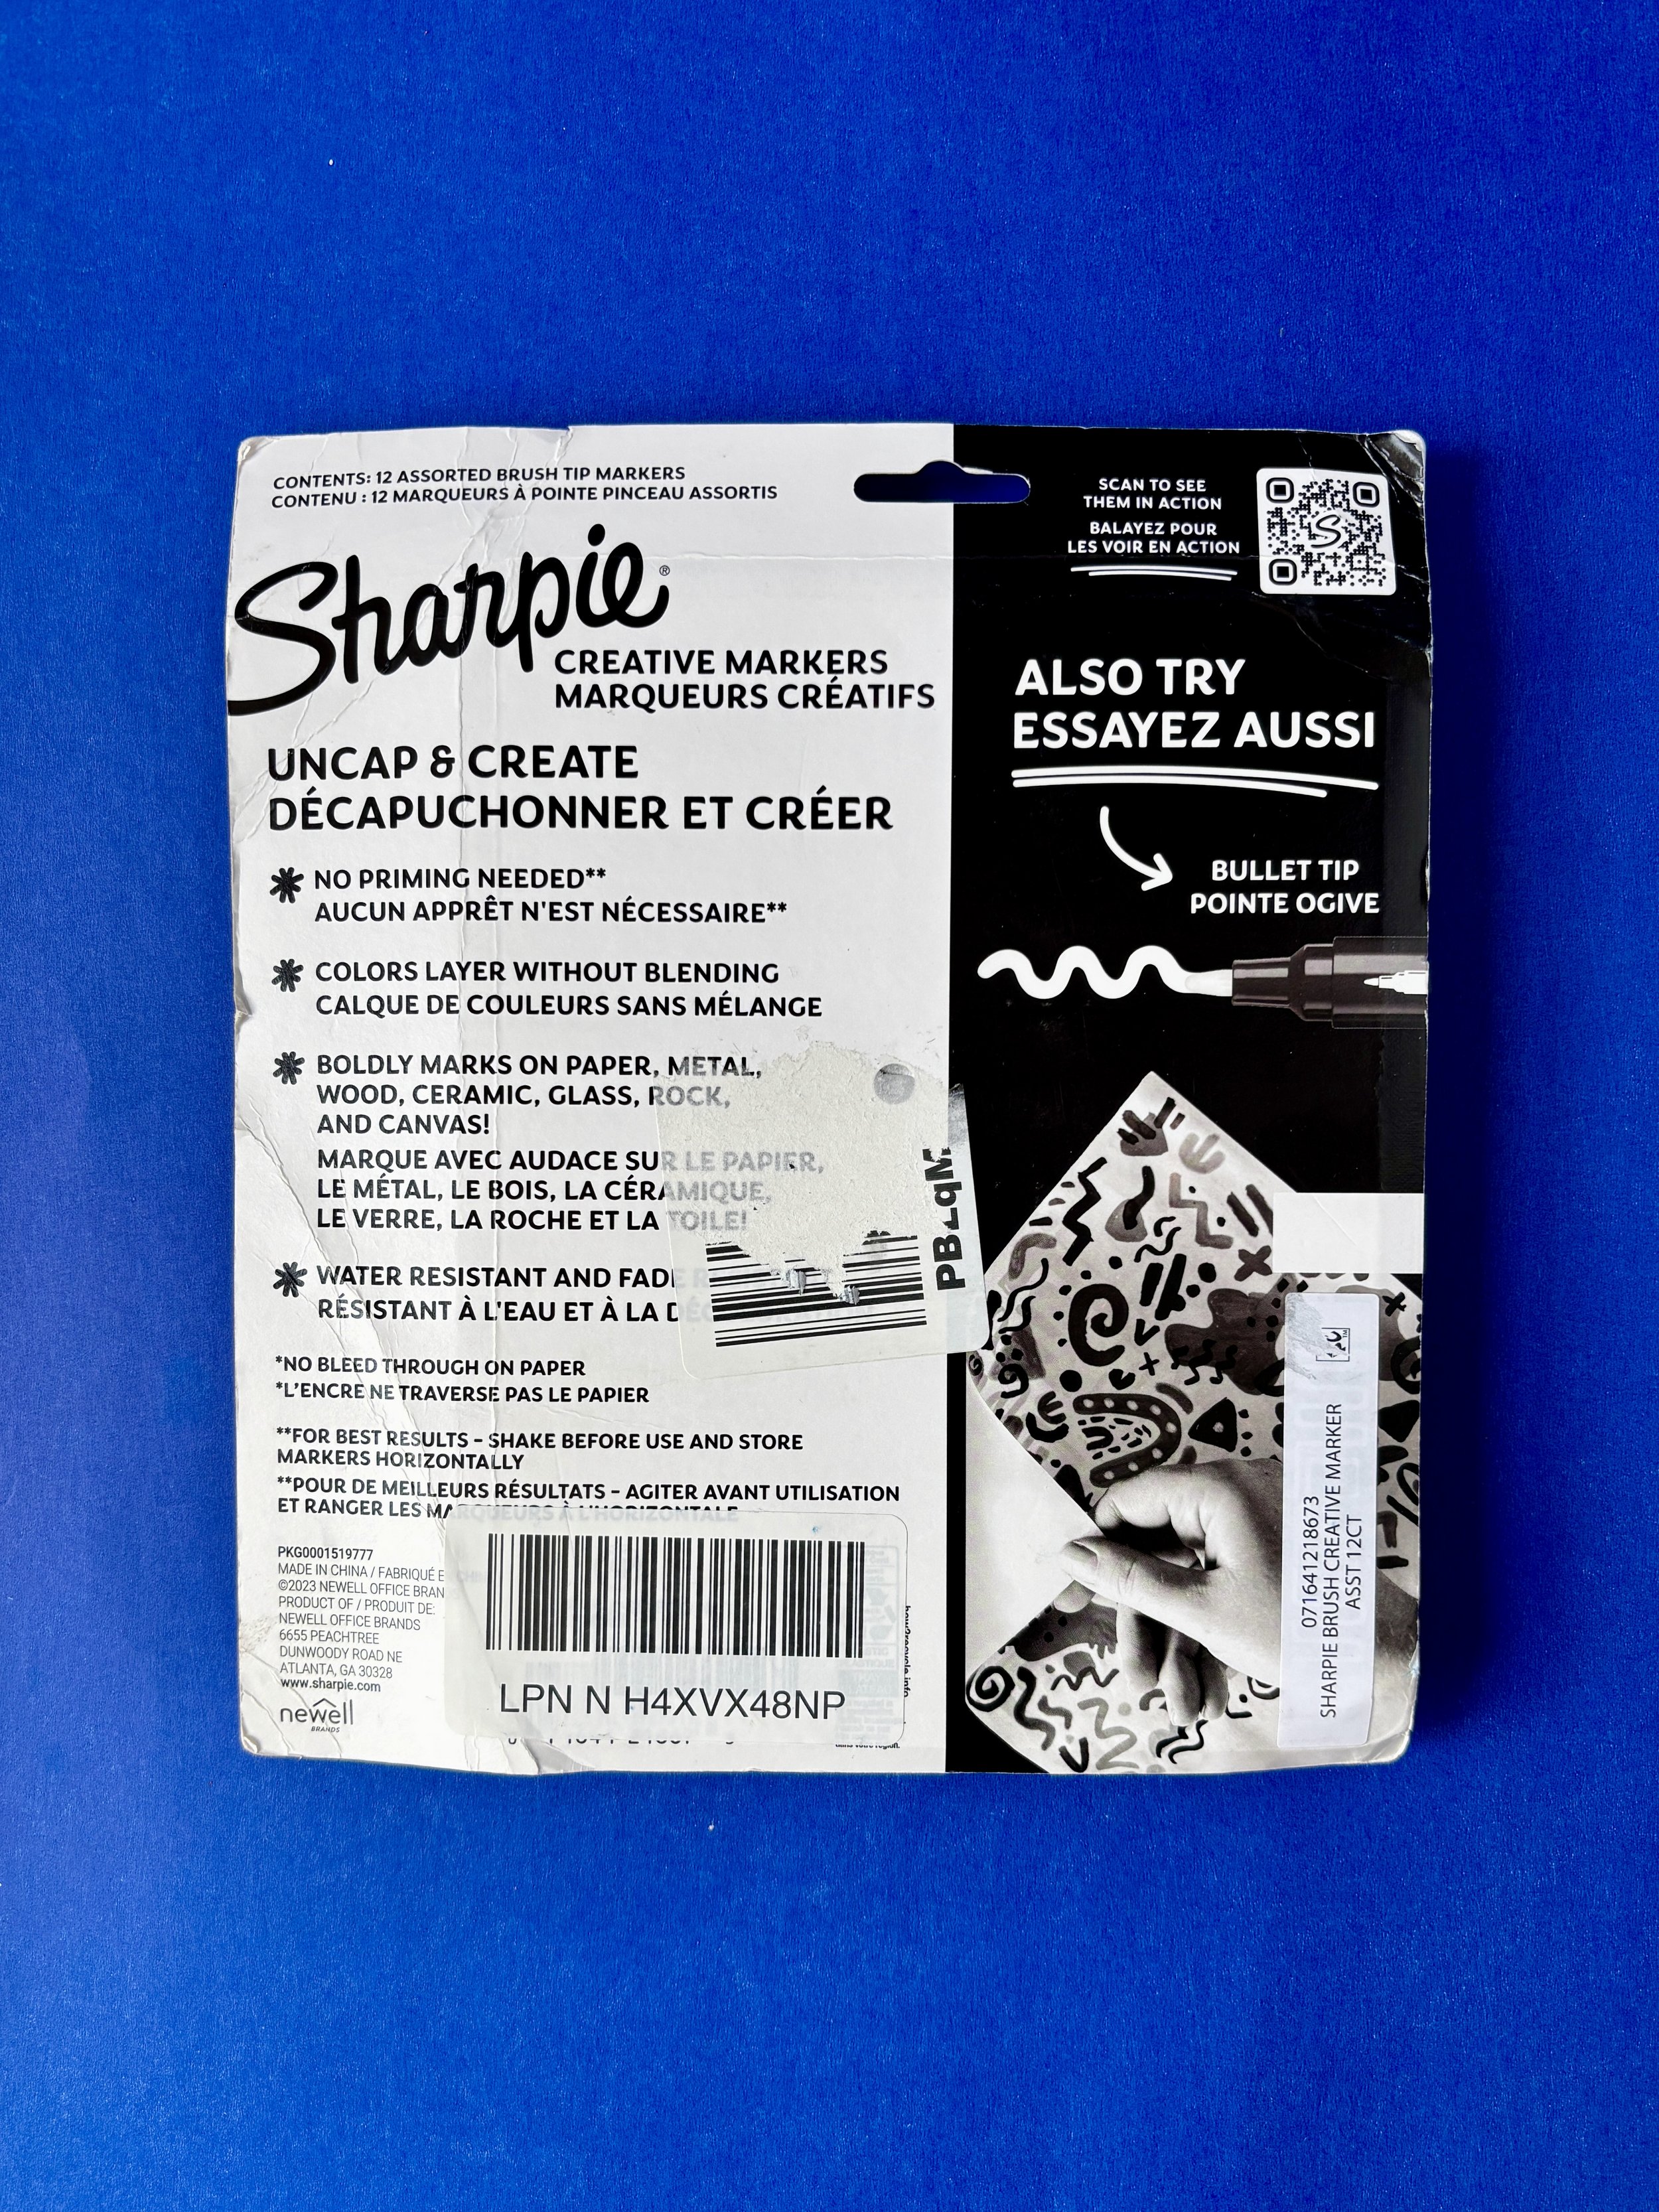 CONTENTS: 12 ASSORTED BRUSH TIP MARKERS
CONTENU : 12 MARQUEURS À POINTE PINCEAU ASSORTIS
Sharpie®
CREATIVE MARKERS
MARQUEURS CRÉATIFS
UNCAP & CREATE
DÉCAPUCHONNER ET CRÉER
NO PRIMING NEEDED**
AUCUN APPRÊT N'EST NÉCESSAIRE**
COLORS LAYER WITHOUT BLENDING
CALQUE DE COULEURS SANS MÉLANGE
BOLDLY MARKS ON PAPER, METAL,
WOOD, CERAMIC, GLASS, ROCK,
AND CANVAS!
MARQUE AVEC AUDACE SUR LE PAPIER,
LE MÉTAL, LE BOIS, LA CÉRAMIQUE,
LE VERRE, LA ROCHE ET LA TOILE!
WATER RESISTANT AND FADE
RÉSISTANT À L'EAU ET À LA
*NO BLEED THROUGH ON PAPER
*L'ENCRE NE TRAVERSE PAS LE PAPIER
**FOR BEST RESULTS – SHAKE BEFORE USE AND STORE
MARKERS HORIZONTALLY
**POUR DE MEILLEURS RÉSULTATS – AGITER AVANT UTILISATION
ET RANGER LES MARQUEURS À L'HORIZONTALE
PKG0001519777
MADE IN CHINA / FABRIQUÉ
©2023 NEWELL OFFICE
PRODUCT OF / PRODUIT DE:
NEWELL OFFICE BRANDS
6655 PEACHTREE
DUNWOODY ROAD NE
ATLANTA, GA 30328
www.sharpie.com
newell
BRANDS
LPN N H4XVX48NP
how2recycle.info
SCAN TO SEE
THEM IN ACTION
BALAYEZ POUR
LES VOIR EN ACTION
S
ALSO TRY
ESSAYEZ AUSSI
BULLET TIP
POINTE OGIVE
071641218673
SHARPIE BRUSH CREATIVE MARKER
ASST 12CT